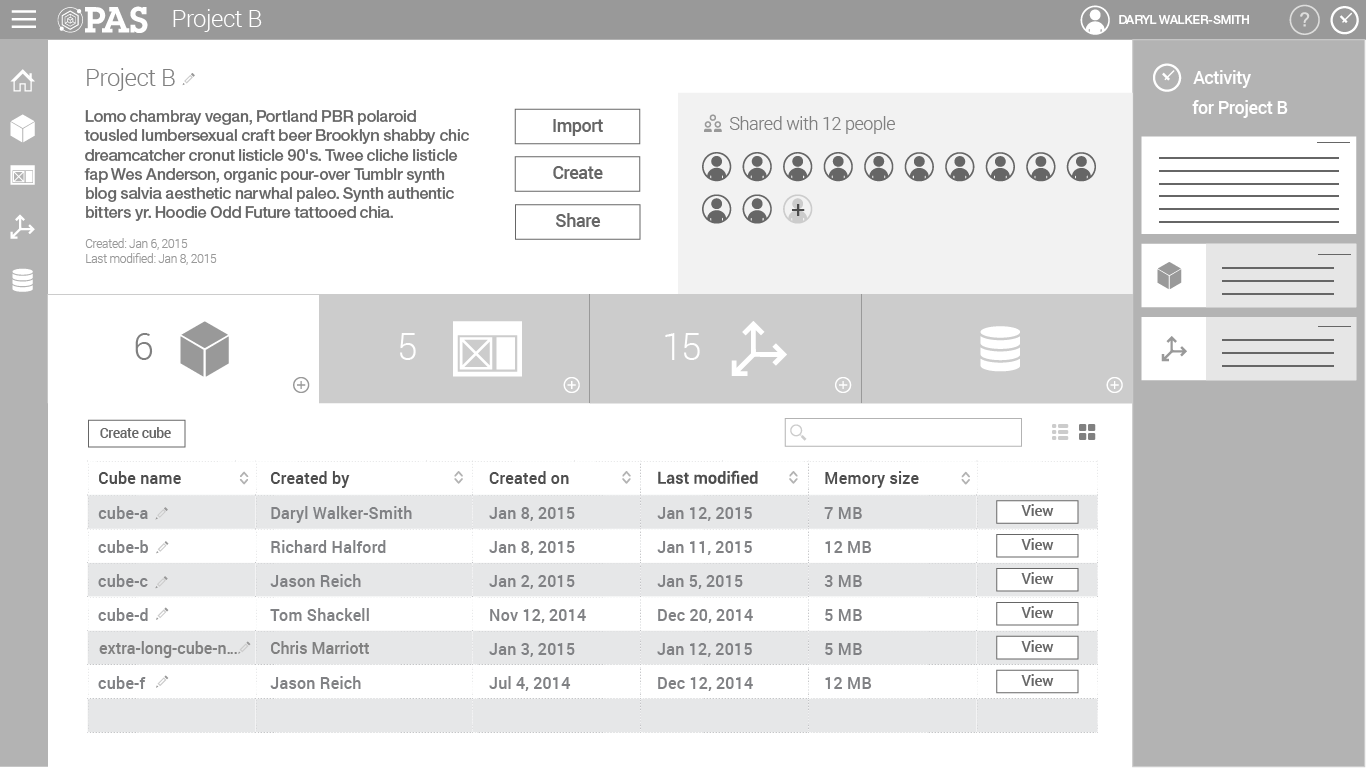 PAS Project B
DARYL WALKER-SMITH
?
Project B
Lomo chambray vegan, Portland PBR polaroid
tousled lumbersexual craft beer Brooklyn shabby chic
dreamcatcher cronut listicle 90's. Twee cliche listicle
fap Wes Anderson, organic pour-over Tumblr synth
blog salvia aesthetic narwhal paleo. Synth authentic
bitters yr. Hoodie Odd Future tattooed chia.
Created: Jan 6, 2015
Last modified: Jan 8, 2015
Import
Create
Share
Shared with 12 people
Activity
for Project B
6
5
15
Create cube
Cube name Created by Created on Last modified Memory size
cube-a Daryl Walker-Smith Jan 8, 2015 Jan 12, 2015 7 MB View
cube-b Richard Halford Jan 8, 2015 Jan 11, 2015 12 MB View
cube-c Jason Reich Jan 2, 2015 Jan 5, 2015 3 MB View
cube-d Tom Shackell Nov 12, 2014 Dec 20, 2014 5 MB View
extra-long-cube-n... Chris Marriott Jan 3, 2015 Jan 12, 2015 5 MB View
cube-f Jason Reich Jul 4, 2014 Dec 12, 2014 12 MB View